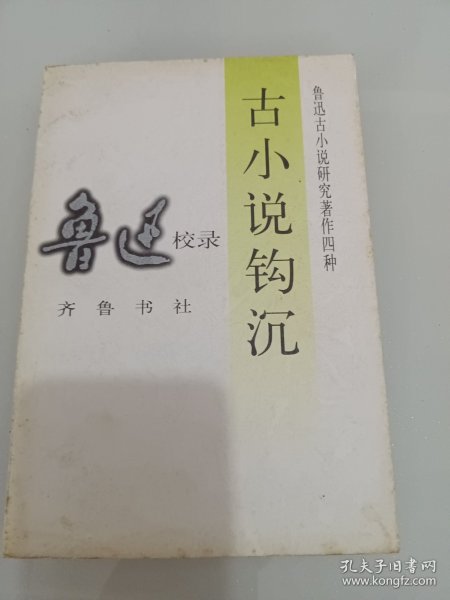 鲁迅古小说研究著作四种
古小说钩沉
鲁迅校录
齐鲁书社
孔夫子旧书网
www.kongfz.com